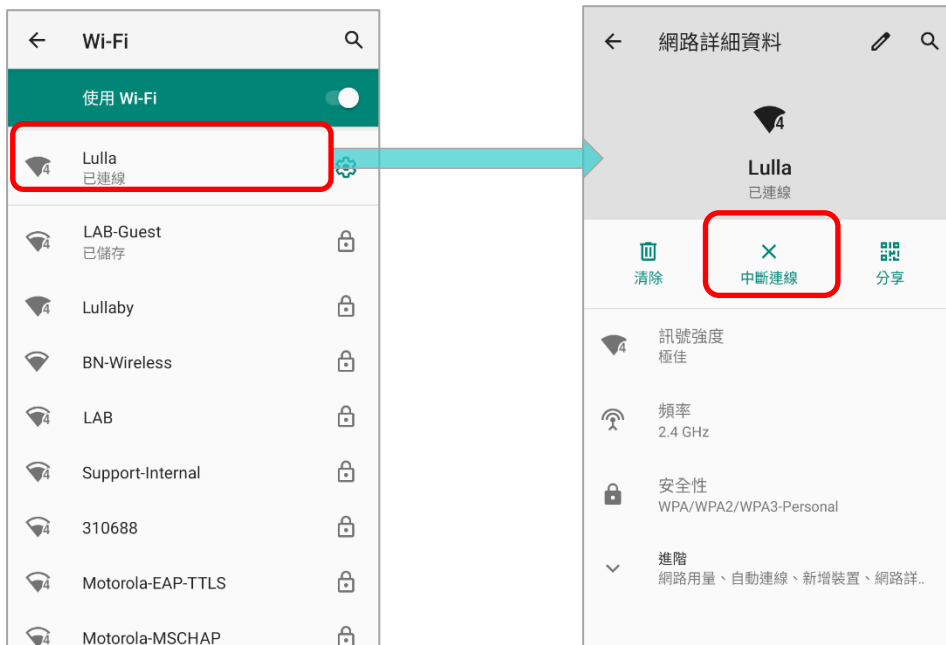 Wi-Fi
使用 Wi-Fi
Lulla
已連線
LAB-Guest
已儲存
Lullaby
BN-Wireless
LAB
Support-Internal
310688
Motorola-EAP-TTLS
Motorola-MSCHAP
網路詳細資料
4
Lulla
已連線
清除
中斷連線
分享
訊號強度
極佳
頻率
2.4 GHz
安全性
WPA/WPA2/WPA3-Personal
進階
網路用量、自動連線、新增裝置、網路詳..